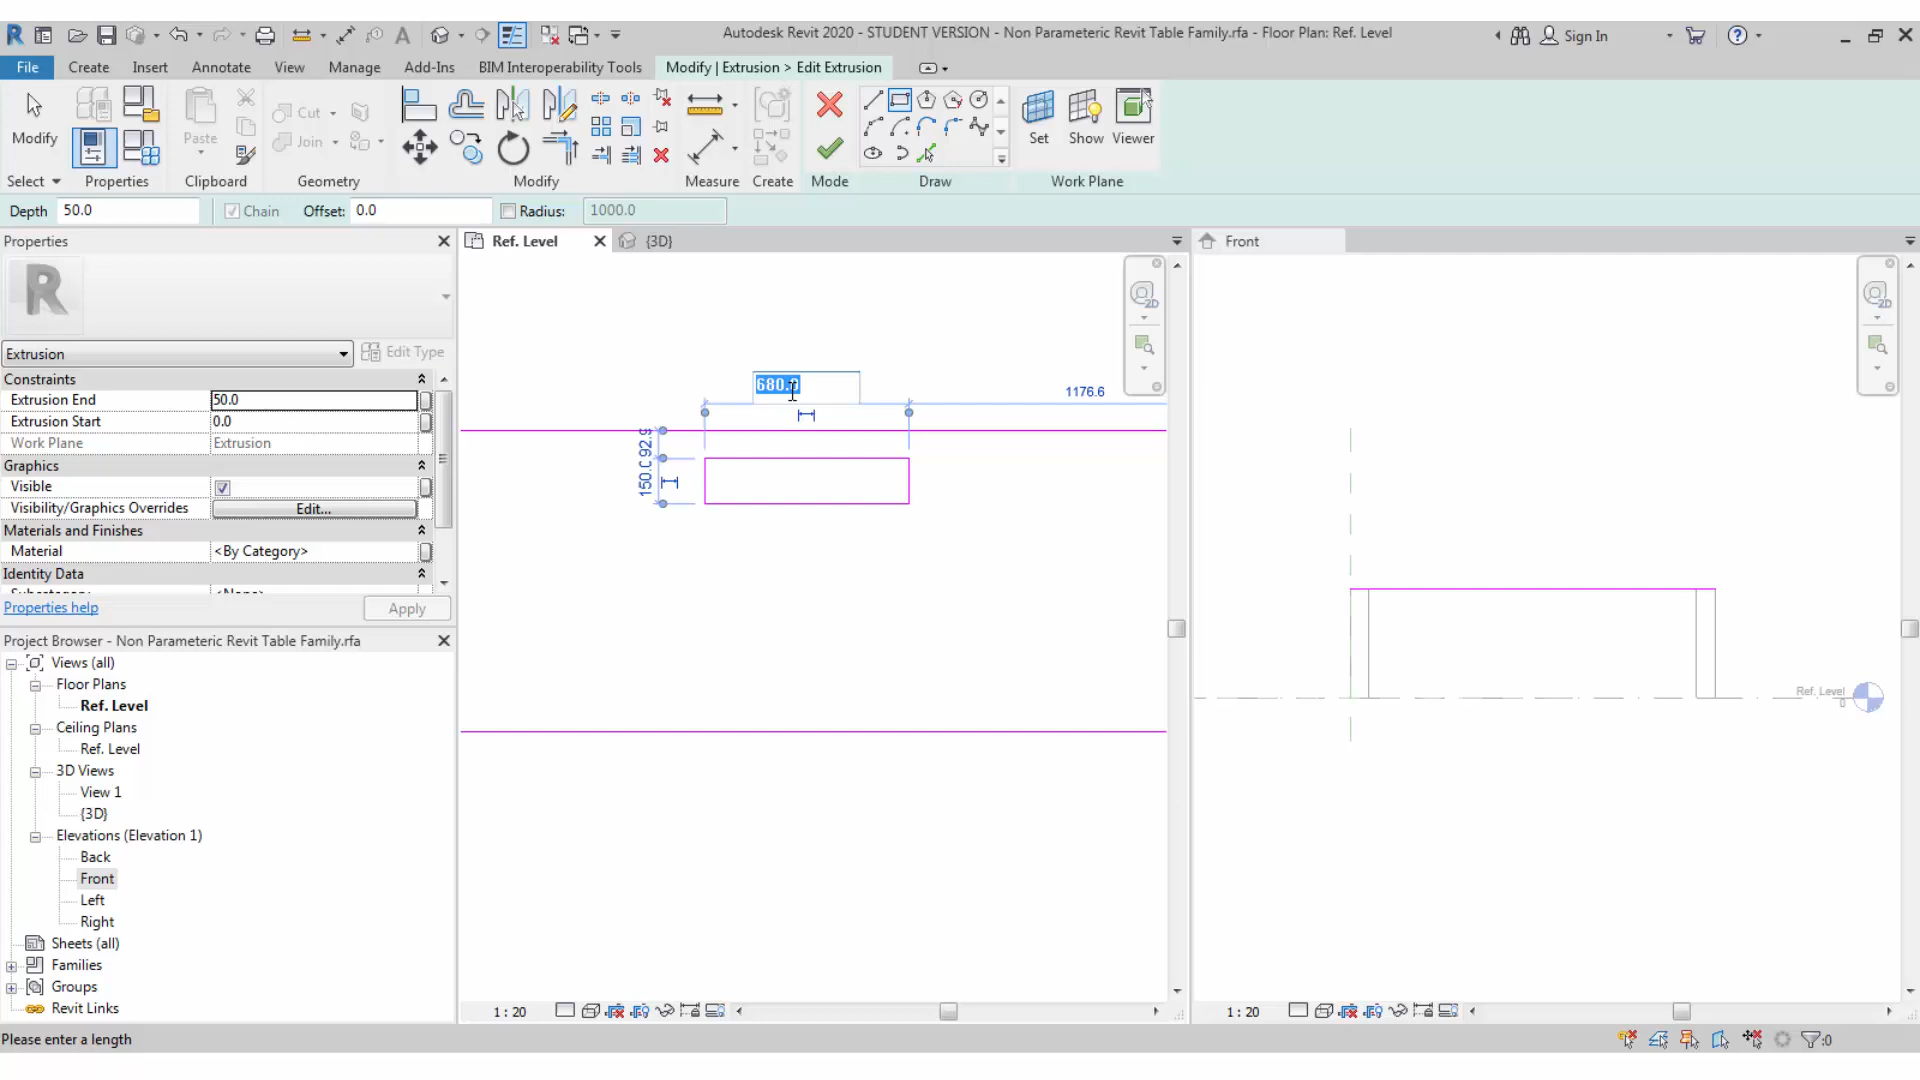 Autodesk Revit 2020 - STUDENT VERSION - Non Parameteric Revit Table Family.rfa - Floor Plan: Ref. Level
Sign In
File Create Insert Annotate View Manage Add-Ins BIM Interoperability Tools Modify | Extrusion > Edit Extrusion
Modify
Paste
Cut
Join
Set Show Viewer
Select Properties Clipboard Geometry Modify Measure Create Mode Draw Work Plane
Depth 50.0 Chain Offset: 0.0 Radius: 1000.0
Properties
Ref. Level
{3D}
Front
2D
2D
Extrusion
Edit Type
Constraints
Extrusion End 50.0
Extrusion Start 0.0
Work Plane Extrusion
Graphics
Visible
Visibility/Graphics Overrides Edit...
Materials and Finishes
Material <By Category>
Identity Data
Properties help Apply
680.
1176.6
92.9
150.0
Ref. Level
0
Project Browser - Non Parameteric Revit Table Family.rfa
Views (all)
Floor Plans
Ref. Level
Ceiling Plans
Ref. Level
3D Views
View 1
{3D}
Elevations (Elevation 1)
Back
Front
Left
Right
Sheets (all)
Families
Groups
Revit Links
1 : 20
1 : 20
Please enter a length
:0